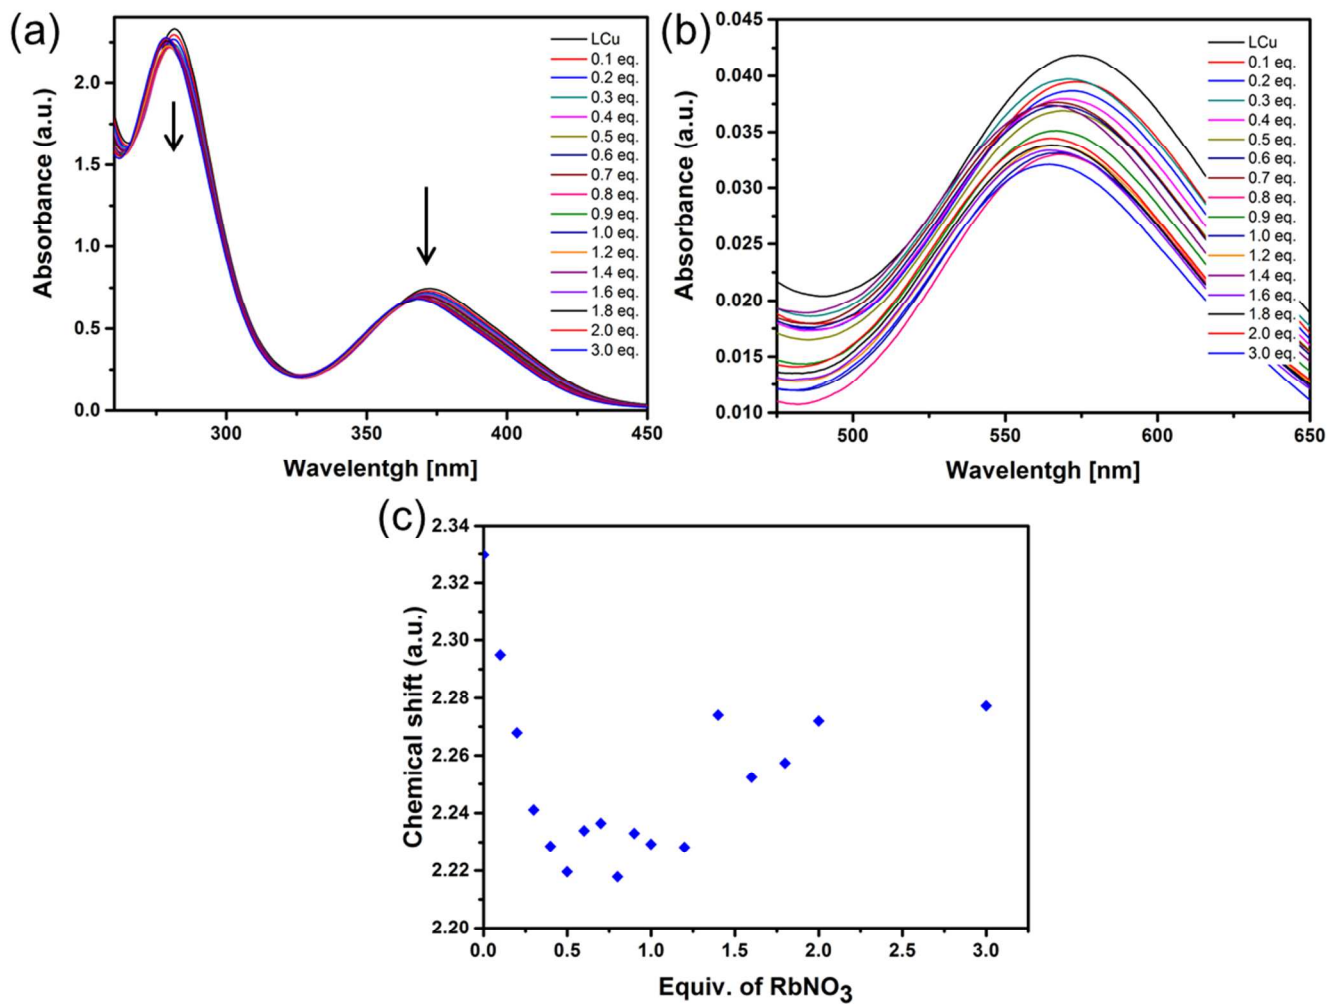 (a)
Absorbance (a.u.)
2.0
1.5
1.0
0.5
0.0
300
350
400
450
Wavelentgh [nm]
LCu
0.1 eq.
0.2 eq.
0.3 eq.
0.4 eq.
0.5 eq.
0.6 eq.
0.7 eq.
0.8 eq.
0.9 eq.
1.0 eq.
1.2 eq.
1.4 eq.
1.6 eq.
1.8 eq.
2.0 eq.
3.0 eq.
(b)
Absorbance (a.u.)
0.045
0.040
0.035
0.030
0.025
0.020
0.015
0.010
500
550
600
650
Wavelentgh [nm]
LCu
0.1 eq.
0.2 eq.
0.3 eq.
0.4 eq.
0.5 eq.
0.6 eq.
0.7 eq.
0.8 eq.
0.9 eq.
1.0 eq.
1.2 eq.
1.4 eq.
1.6 eq.
1.8 eq.
2.0 eq.
3.0 eq.
(c)
Chemical shift (a.u.)
2.34
2.32
2.30
2.28
2.26
2.24
2.22
2.20
0.0
0.5
1.0
1.5
2.0
2.5
3.0
Equiv. of RbNO3